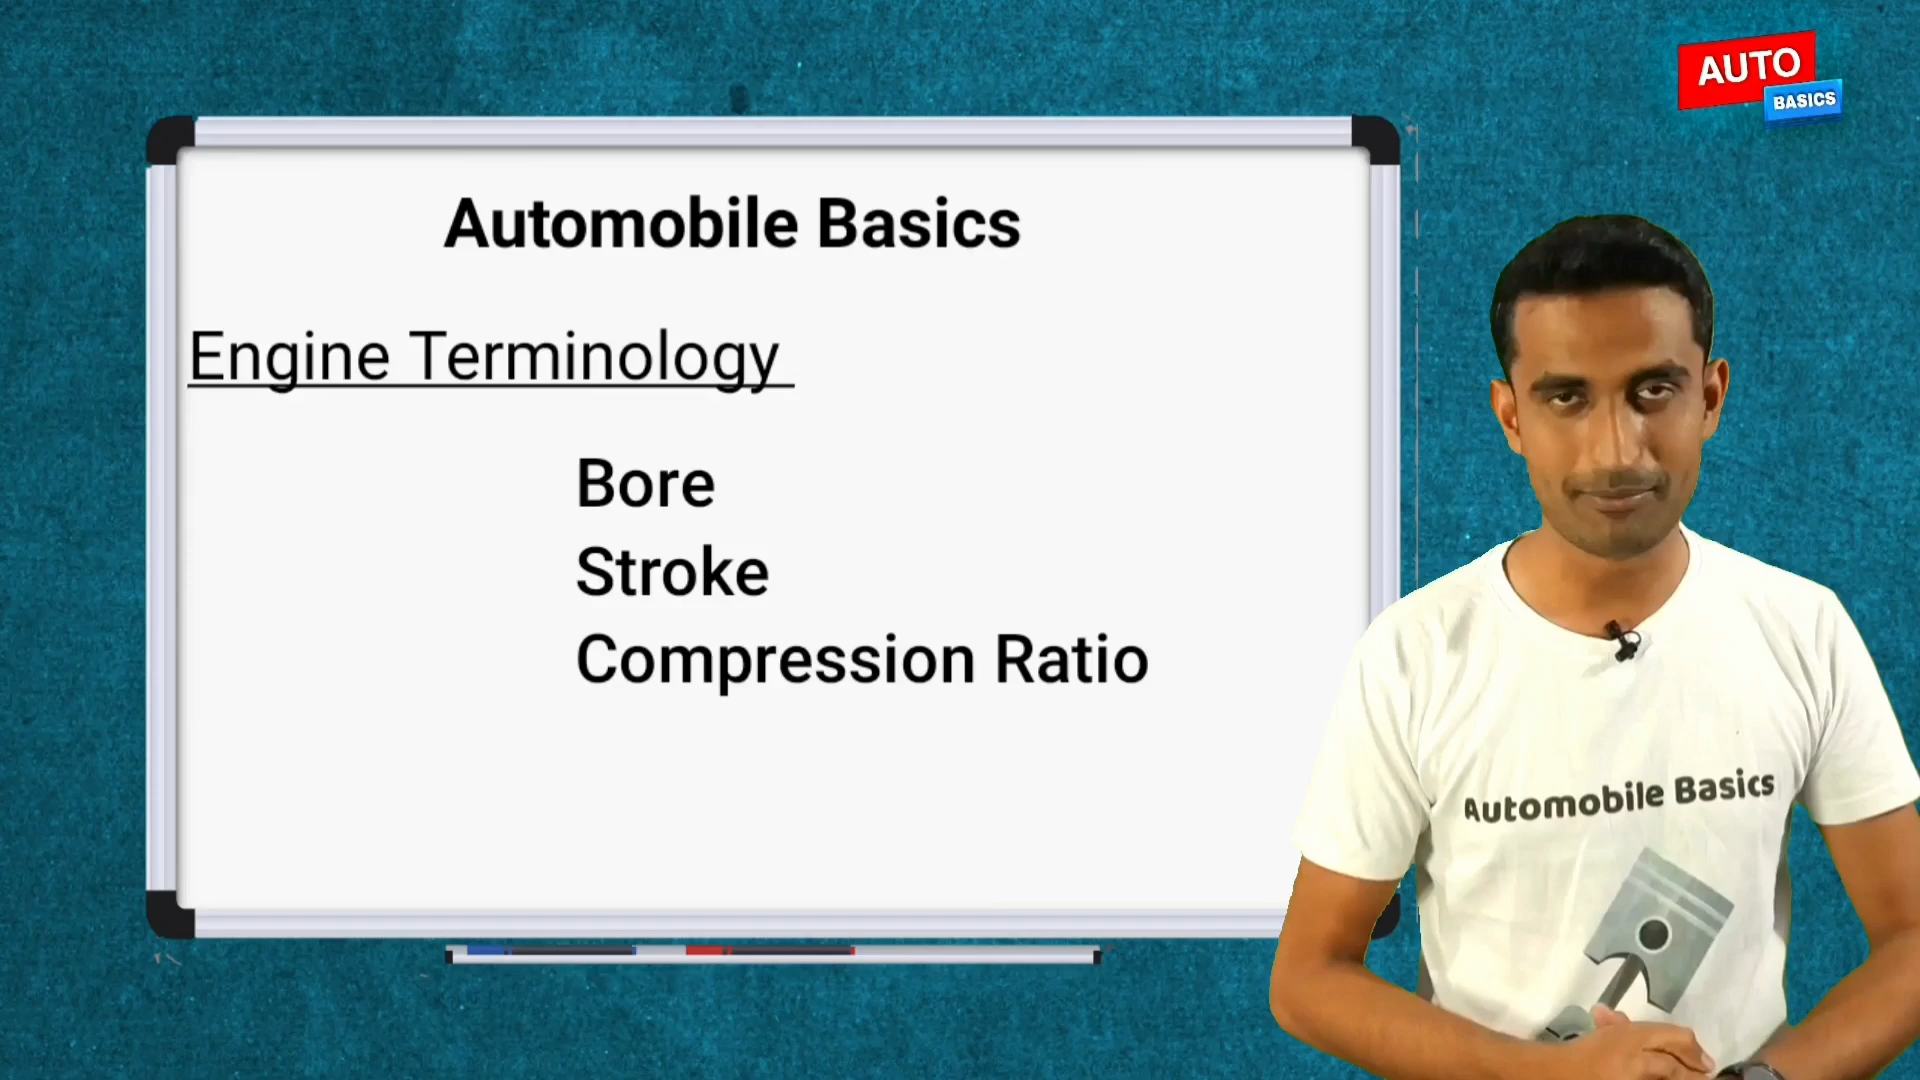 AUTO
BASICS
Automobile Basics
Engine Terminology
Bore
Stroke
Compression Ratio
Automobile Basics